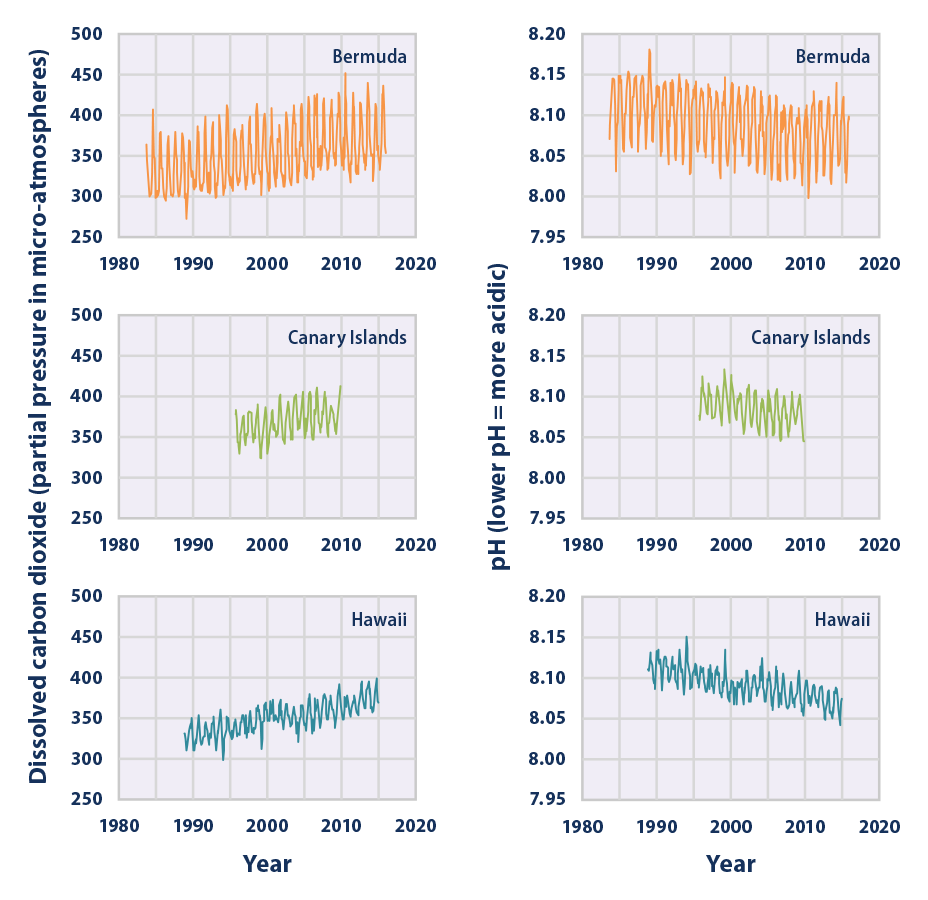 Dissolved carbon dioxide (partial pressure in micro-atmospheres)
500
450
400
350
300
250
Bermuda
1980 1990 2000 2010 2020
500
450
400
350
300
250
Canary Islands
1980 1990 2000 2010 2020
500
450
400
350
300
250
Hawaii
1980 1990 2000 2010 2020
Year
pH (lower pH = more acidic)
8.20
8.15
8.10
8.05
8.00
7.95
Bermuda
1980 1990 2000 2010 2020
8.20
8.15
8.10
8.05
8.00
7.95
Canary Islands
1980 1990 2000 2010 2020
8.20
8.15
8.10
8.05
8.00
7.95
Hawaii
1980 1990 2000 2010 2020
Year